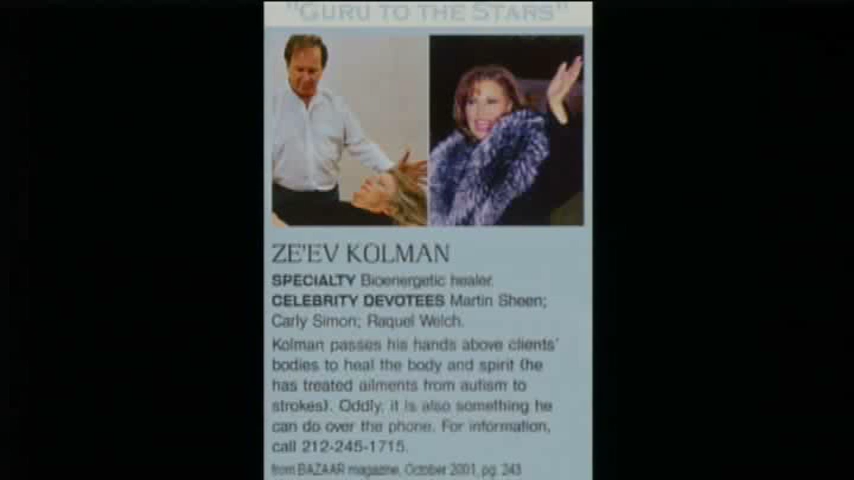 "GURU TO THE STARS"
ZE'EV KOLMAN
SPECIALTY Bioenergetic healer.
CELEBRITY DEVOTEES Martin Sheen;
Carly Simon; Raquel Welch.
Kolman passes his hands above clients'
bodies to heal the body and spirit (he
has treated ailments from autism to
strokes). Oddly, it is also something he
can do over the phone. For information,
call 212-245-1715.
from BAZAAR magazine, October 2001, pg. 243